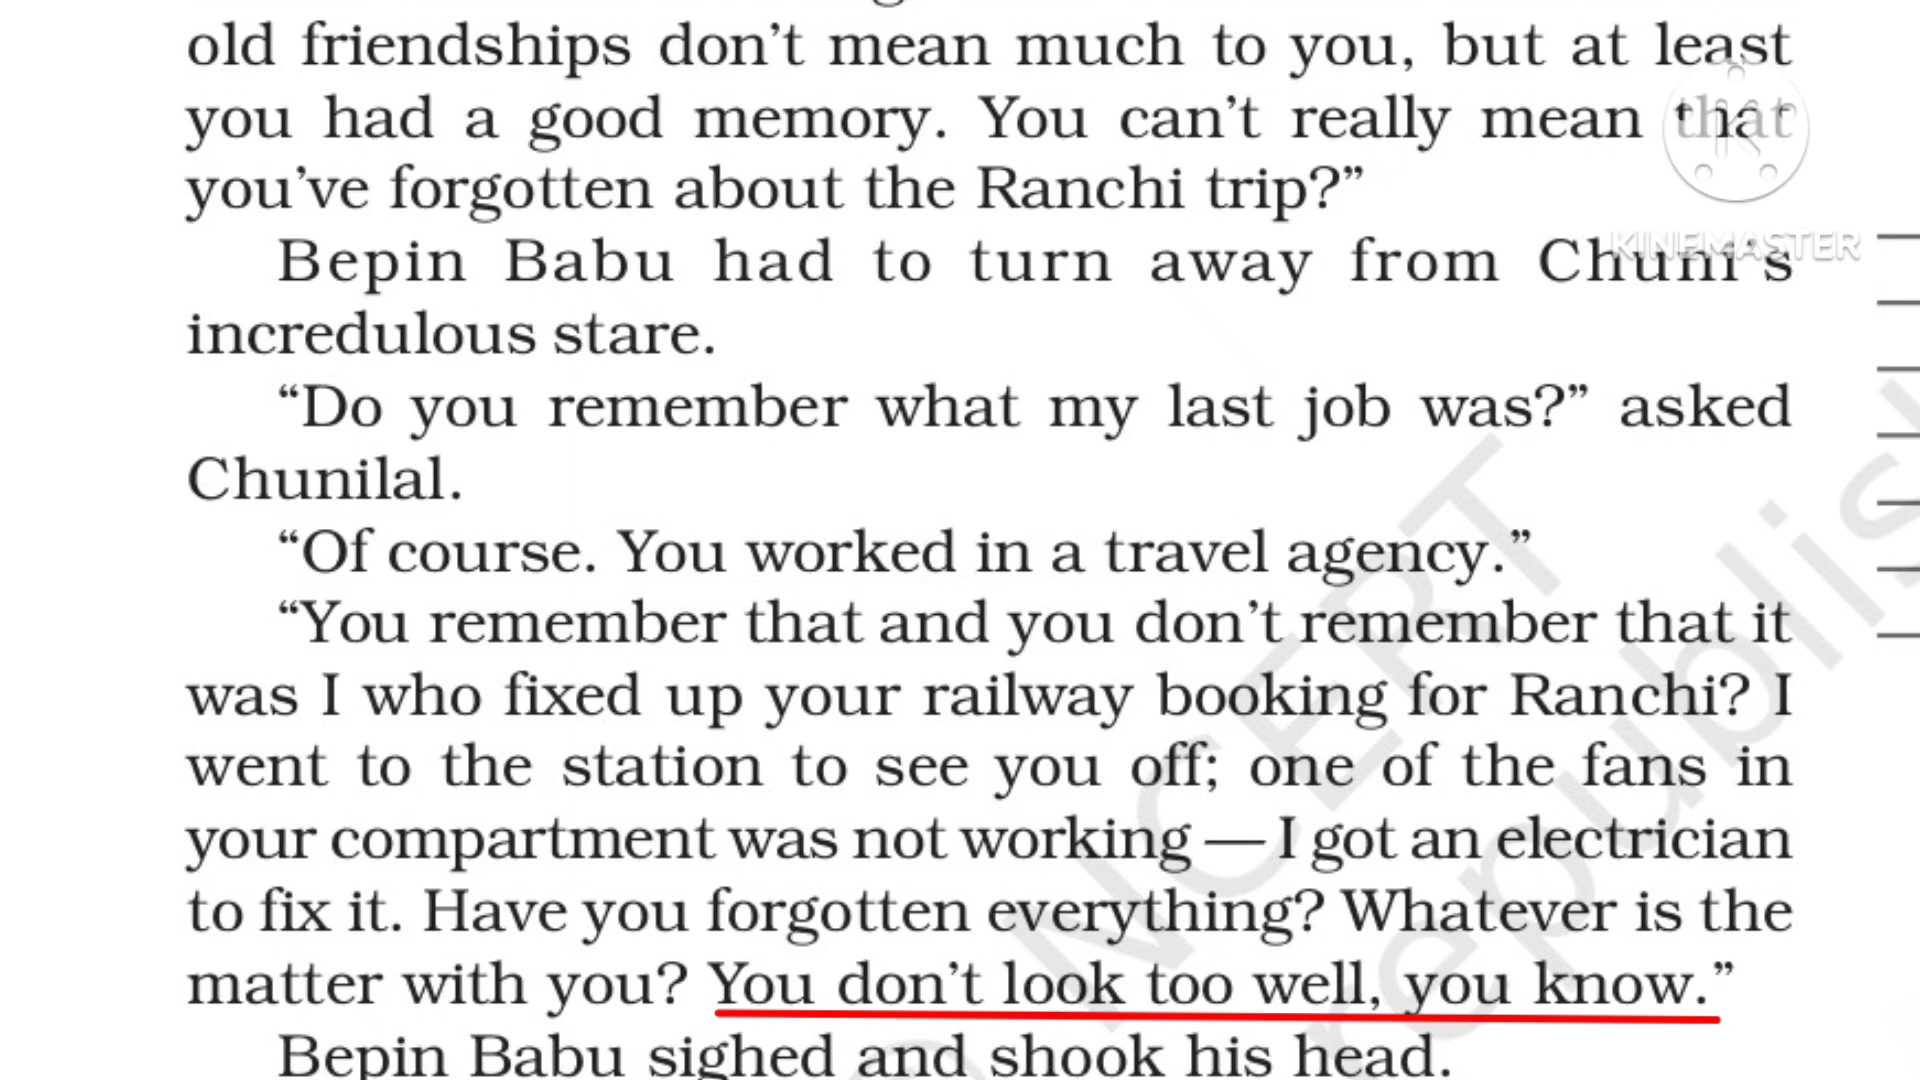 old friendships don’t mean much to you, but at least
you had a good memory. You can’t really mean that
you’ve forgotten about the Ranchi trip?”
KINEMASTER
Bepin Babu had to turn away from Chuni’s
incredulous stare.
“Do you remember what my last job was?” asked
Chunilal.
“Of course. You worked in a travel agency.”
“You remember that and you don’t remember that it
was I who fixed up your railway booking for Ranchi? I
went to the station to see you off; one of the fans in
your compartment was not working — I got an electrician
to fix it. Have you forgotten everything? Whatever is the
matter with you? You don’t look too well, you know.”
Bepin Babu sighed and shook his head.
NCERT
republis